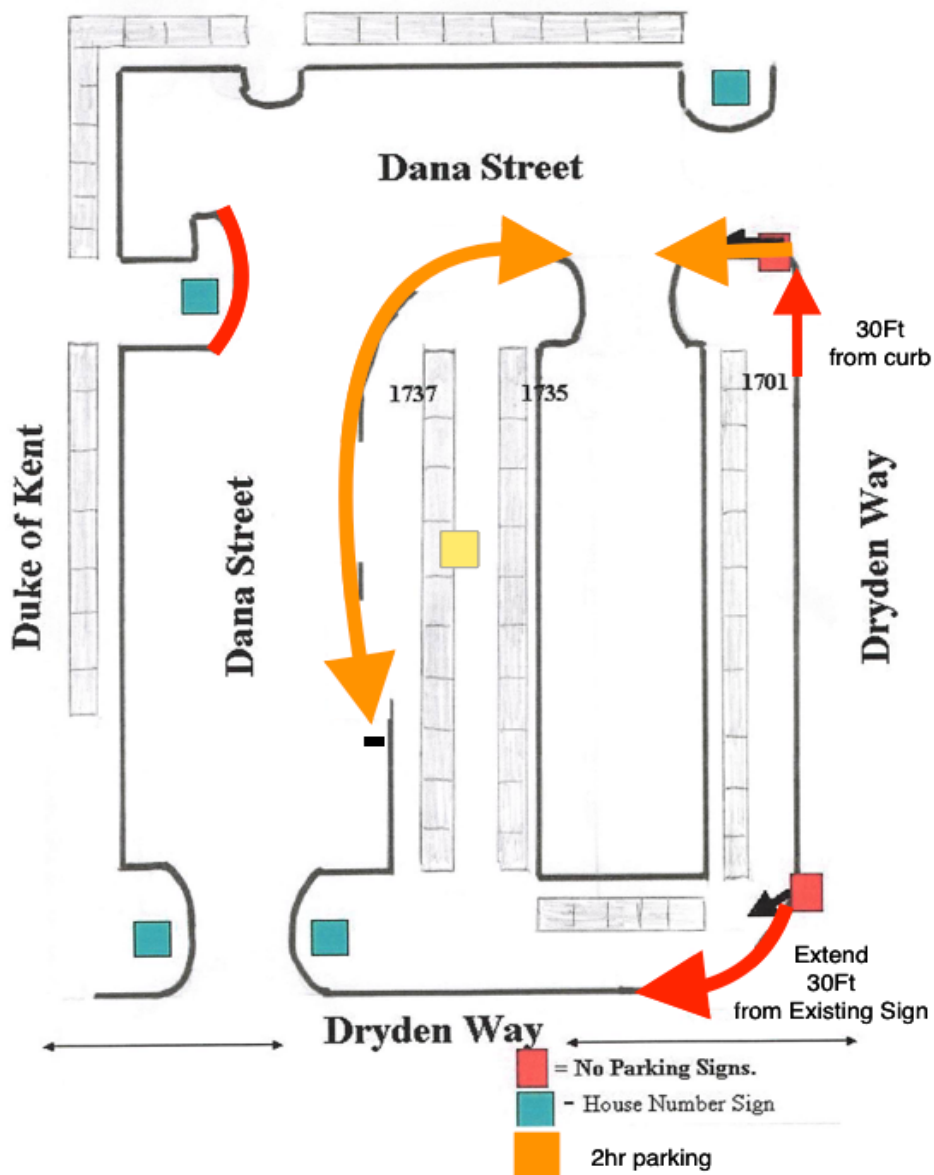 Dana Street
30Ft
from curb
1737
1735
1701
Duke of Kent
Dana Street
Dryden Way
Extend
30Ft
from Existing Sign
Dryden Way
= No Parking Signs.
- House Number Sign
2hr parking